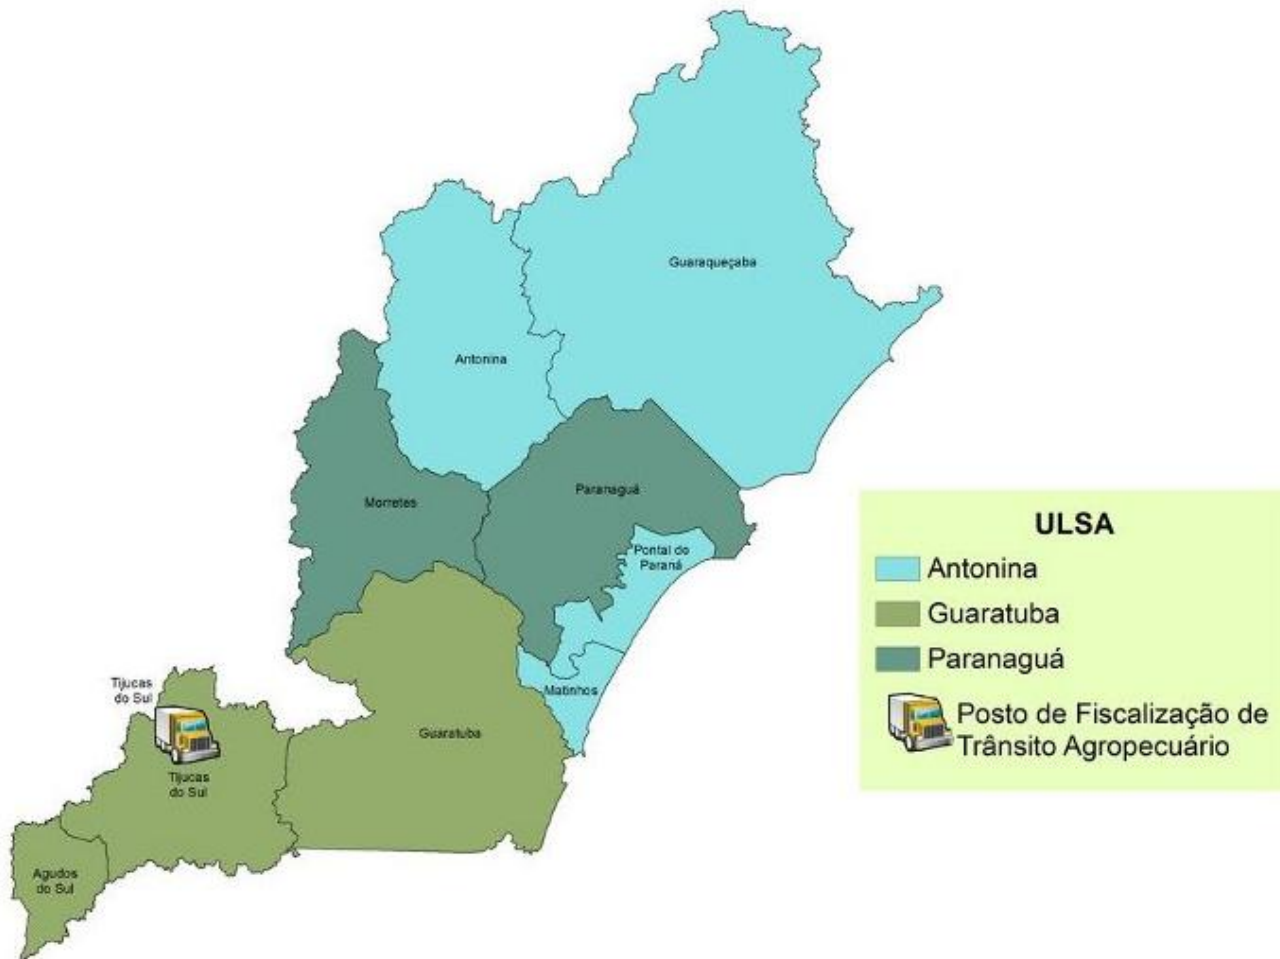 Guaraqueçaba
Antonina
Paranaguá
Morretes
Pontal do
Paraná
Matinhos
Guaratuba
Tijucas
do Sul
Tijucas
do Sul
Agudos
do Sul
ULSA
Antonina
Guaratuba
Paranaguá
Posto de Fiscalização de
Trânsito Agropecuário